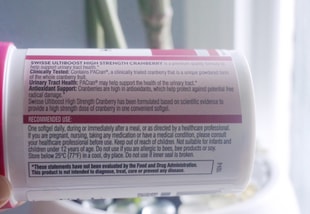 SWISSE ULTIBOOST HIGH STRENGTH CRANBERRY
help support urinary tract health.*
Clinically Tested: Contains PACran®, a clinically tested cranberry that is a unique powdered form
of the whole cranberry fruit.
Urinary Tract Health: PACran® may help support the health of the urinary tract.*
Antioxidant Support: Cranberries are high in antioxidants, which help protect against potential free
radical damage.*
Swisse Ultiboost High Strength Cranberry has been formulated based on scientific evidence to
provide a high strength dose of cranberry in one convenient softgel.
RECOMMENDED USE:
One softgel daily, during or immediately after a meal, or as directed by a healthcare professional.
If you are pregnant, nursing, taking any medication or have a medical condition, please consult
your healthcare professional before use. Keep out of reach of children. Not suitable for infants and
children under 12 years of age. Do not use if you are allergic to bees, bee products or soy.
Store below 25°C (77°F) in a cool, dry place. Do not use if inner seal is broken.
*These statements have not been evaluated by the Food and Drug Administration.
This product is not intended to diagnose, treat, cure or prevent any disease.